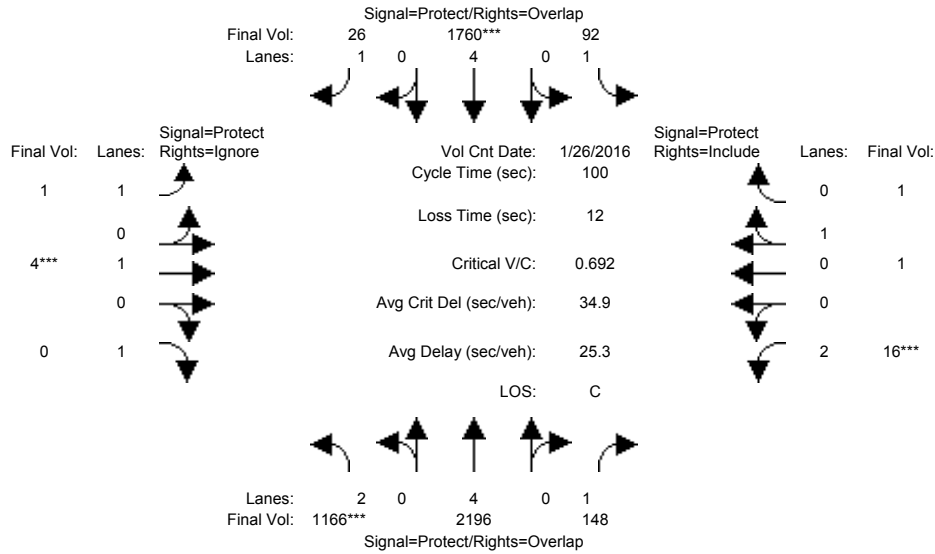 Signal=Protect/Rights=Overlap
Final Vol: 26 1760*** 92
Lanes: 1 0 4 0 1
Signal=Protect Signal=Protect
Final Vol: Lanes: Rights=Ignore Vol Cnt Date: 1/26/2016 Rights=Include Lanes: Final Vol:
Cycle Time (sec): 100
1 1 0 1
Loss Time (sec): 12
0 1
4*** 1 Critical V/C: 0.692 0 1
0 Avg Crit Del (sec/veh): 34.9 0
0 1 Avg Delay (sec/veh): 25.3 2 16***
LOS: C
Lanes: 2 0 4 0 1
Final Vol: 1166*** 2196 148
Signal=Protect/Rights=Overlap